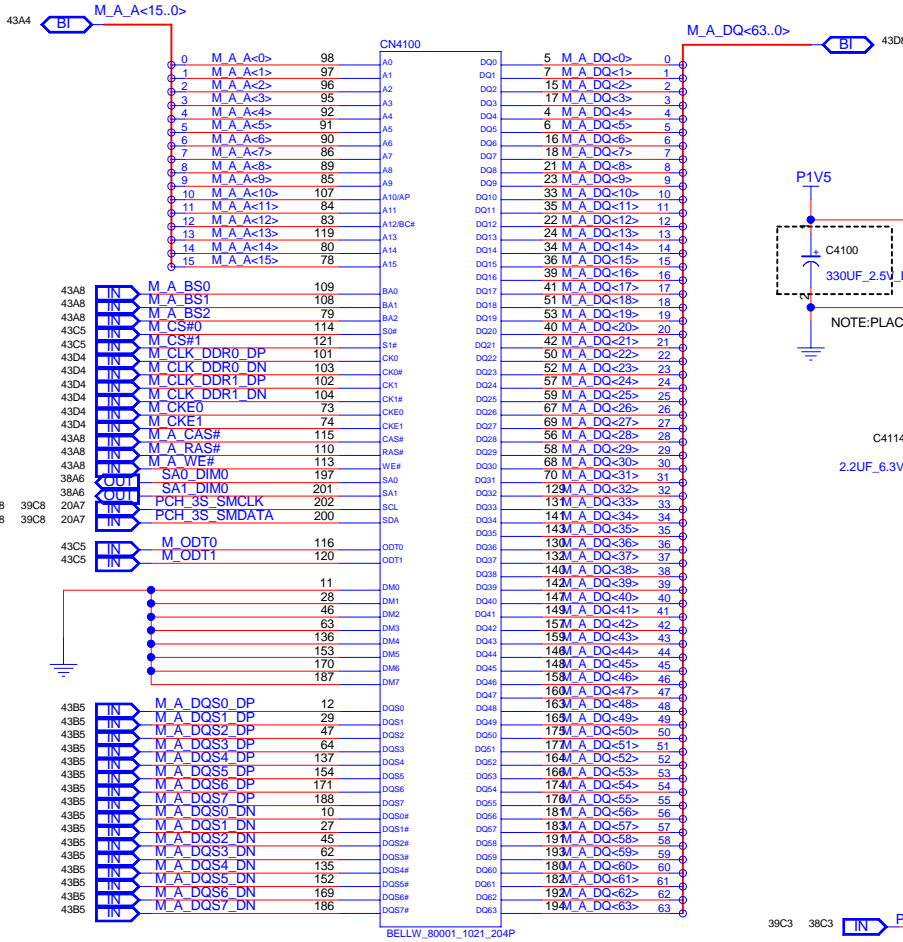 43A4 BI M_A_A<15..0>
M_A_DQ<63..0> BI 43D8
CN4100
0 M_A_A<0> 98 A0
1 M_A_A<1> 97 A1
2 M_A_A<2> 96 A2
3 M_A_A<3> 95 A3
4 M_A_A<4> 92 A4
5 M_A_A<5> 91 A5
6 M_A_A<6> 90 A6
7 M_A_A<7> 86 A7
8 M_A_A<8> 89 A8
9 M_A_A<9> 85 A9
10 M_A_A<10> 107 A10/AP
11 M_A_A<11> 84 A11
12 M_A_A<12> 83 A12/BC#
13 M_A_A<13> 119 A13
14 M_A_A<14> 80 A14
15 M_A_A<15> 78 A15
43A8 IN M_A_BS0 109 BA0
43A8 IN M_A_BS1 108 BA1
43A8 IN M_A_BS2 79 BA2
43C5 IN M_CS#0 114 S0#
43C5 IN M_CS#1 121 S1#
43D4 IN M_CLK_DDR0_DP 101 CK0
43D4 IN M_CLK_DDR0_DN 103 CK0#
43D4 IN M_CLK_DDR1_DP 102 CK1
43D4 IN M_CLK_DDR1_DN 104 CK1#
43D4 IN M_CKE0 73 CKE0
43D4 IN M_CKE1 74 CKE1
43A8 IN M_A_CAS# 115 CAS#
43A8 IN M_A_RAS# 110 RAS#
43A8 IN M_A_WE# 113 WE#
38A6 OUT SA0_DIM0 197 SA0
38A6 OUT SA1_DIM0 201 SA1
8 39C8 20A7 IN PCH_3S_SMCLK 202 SCL
8 39C8 20A7 IN PCH_3S_SMDATA 200 SDA
43C5 IN M_ODT0 116 ODT0
43C5 IN M_ODT1 120 ODT1
11 DM0
28 DM1
46 DM2
63 DM3
136 DM4
153 DM5
170 DM6
187 DM7
43B5 IN M_A_DQS0_DP 12 DQS0
43B5 IN M_A_DQS1_DP 29 DQS1
43B5 IN M_A_DQS2_DP 47 DQS2
43B5 IN M_A_DQS3_DP 64 DQS3
43B5 IN M_A_DQS4_DP 137 DQS4
43B5 IN M_A_DQS5_DP 154 DQS5
43B5 IN M_A_DQS6_DP 171 DQS6
43B5 IN M_A_DQS7_DP 188 DQS7
43B5 IN M_A_DQS0_DN 10 DQS0#
43B5 IN M_A_DQS1_DN 27 DQS1#
43B5 IN M_A_DQS2_DN 45 DQS2#
43B5 IN M_A_DQS3_DN 62 DQS3#
43B5 IN M_A_DQS4_DN 135 DQS4#
43B5 IN M_A_DQS5_DN 152 DQS5#
43B5 IN M_A_DQS6_DN 169 DQS6#
43B5 IN M_A_DQS7_DN 186 DQS7#
DQ0 5 M_A_DQ<0> 0
DQ1 7 M_A_DQ<1> 1
DQ2 15 M_A_DQ<2> 2
DQ3 17 M_A_DQ<3> 3
DQ4 4 M_A_DQ<4> 4
DQ5 6 M_A_DQ<5> 5
DQ6 16 M_A_DQ<6> 6
DQ7 18 M_A_DQ<7> 7
DQ8 21 M_A_DQ<8> 8
DQ9 23 M_A_DQ<9> 9
DQ10 33 M_A_DQ<10> 10
DQ11 35 M_A_DQ<11> 11
DQ12 22 M_A_DQ<12> 12
DQ13 24 M_A_DQ<13> 13
DQ14 34 M_A_DQ<14> 14
DQ15 36 M_A_DQ<15> 15
DQ16 39 M_A_DQ<16> 16
DQ17 41 M_A_DQ<17> 17
DQ18 51 M_A_DQ<18> 18
DQ19 53 M_A_DQ<19> 19
DQ20 40 M_A_DQ<20> 20
DQ21 42 M_A_DQ<21> 21
DQ22 50 M_A_DQ<22> 22
DQ23 52 M_A_DQ<23> 23
DQ24 57 M_A_DQ<24> 24
DQ25 59 M_A_DQ<25> 25
DQ26 67 M_A_DQ<26> 26
DQ27 69 M_A_DQ<27> 27
DQ28 56 M_A_DQ<28> 28
DQ29 58 M_A_DQ<29> 29
DQ30 68 M_A_DQ<30> 30
DQ31 70 M_A_DQ<31> 31
DQ32 129 M_A_DQ<32> 32
DQ33 131 M_A_DQ<33> 33
DQ34 141 M_A_DQ<34> 34
DQ35 143 M_A_DQ<35> 35
DQ36 130 M_A_DQ<36> 36
DQ37 132 M_A_DQ<37> 37
DQ38 140 M_A_DQ<38> 38
DQ39 142 M_A_DQ<39> 39
DQ40 147 M_A_DQ<40> 40
DQ41 149 M_A_DQ<41> 41
DQ42 157 M_A_DQ<42> 42
DQ43 159 M_A_DQ<43> 43
DQ44 146 M_A_DQ<44> 44
DQ45 148 M_A_DQ<45> 45
DQ46 158 M_A_DQ<46> 46
DQ47 160 M_A_DQ<47> 47
DQ48 163 M_A_DQ<48> 48
DQ49 165 M_A_DQ<49> 49
DQ50 175 M_A_DQ<50> 50
DQ51 177 M_A_DQ<51> 51
DQ52 164 M_A_DQ<52> 52
DQ53 166 M_A_DQ<53> 53
DQ54 174 M_A_DQ<54> 54
DQ55 176 M_A_DQ<55> 55
DQ56 181 M_A_DQ<56> 56
DQ57 183 M_A_DQ<57> 57
DQ58 191 M_A_DQ<58> 58
DQ59 193 M_A_DQ<59> 59
DQ60 180 M_A_DQ<60> 60
DQ61 182 M_A_DQ<61> 61
DQ62 192 M_A_DQ<62> 62
DQ63 194 M_A_DQ<63> 63
BELLW_80001_1021_204P
P1V5
1
+
C4100
330UF_2.5V_
2
NOTE:PLAC
C4114
2.2UF_6.3V
39C3 38C3 IN P